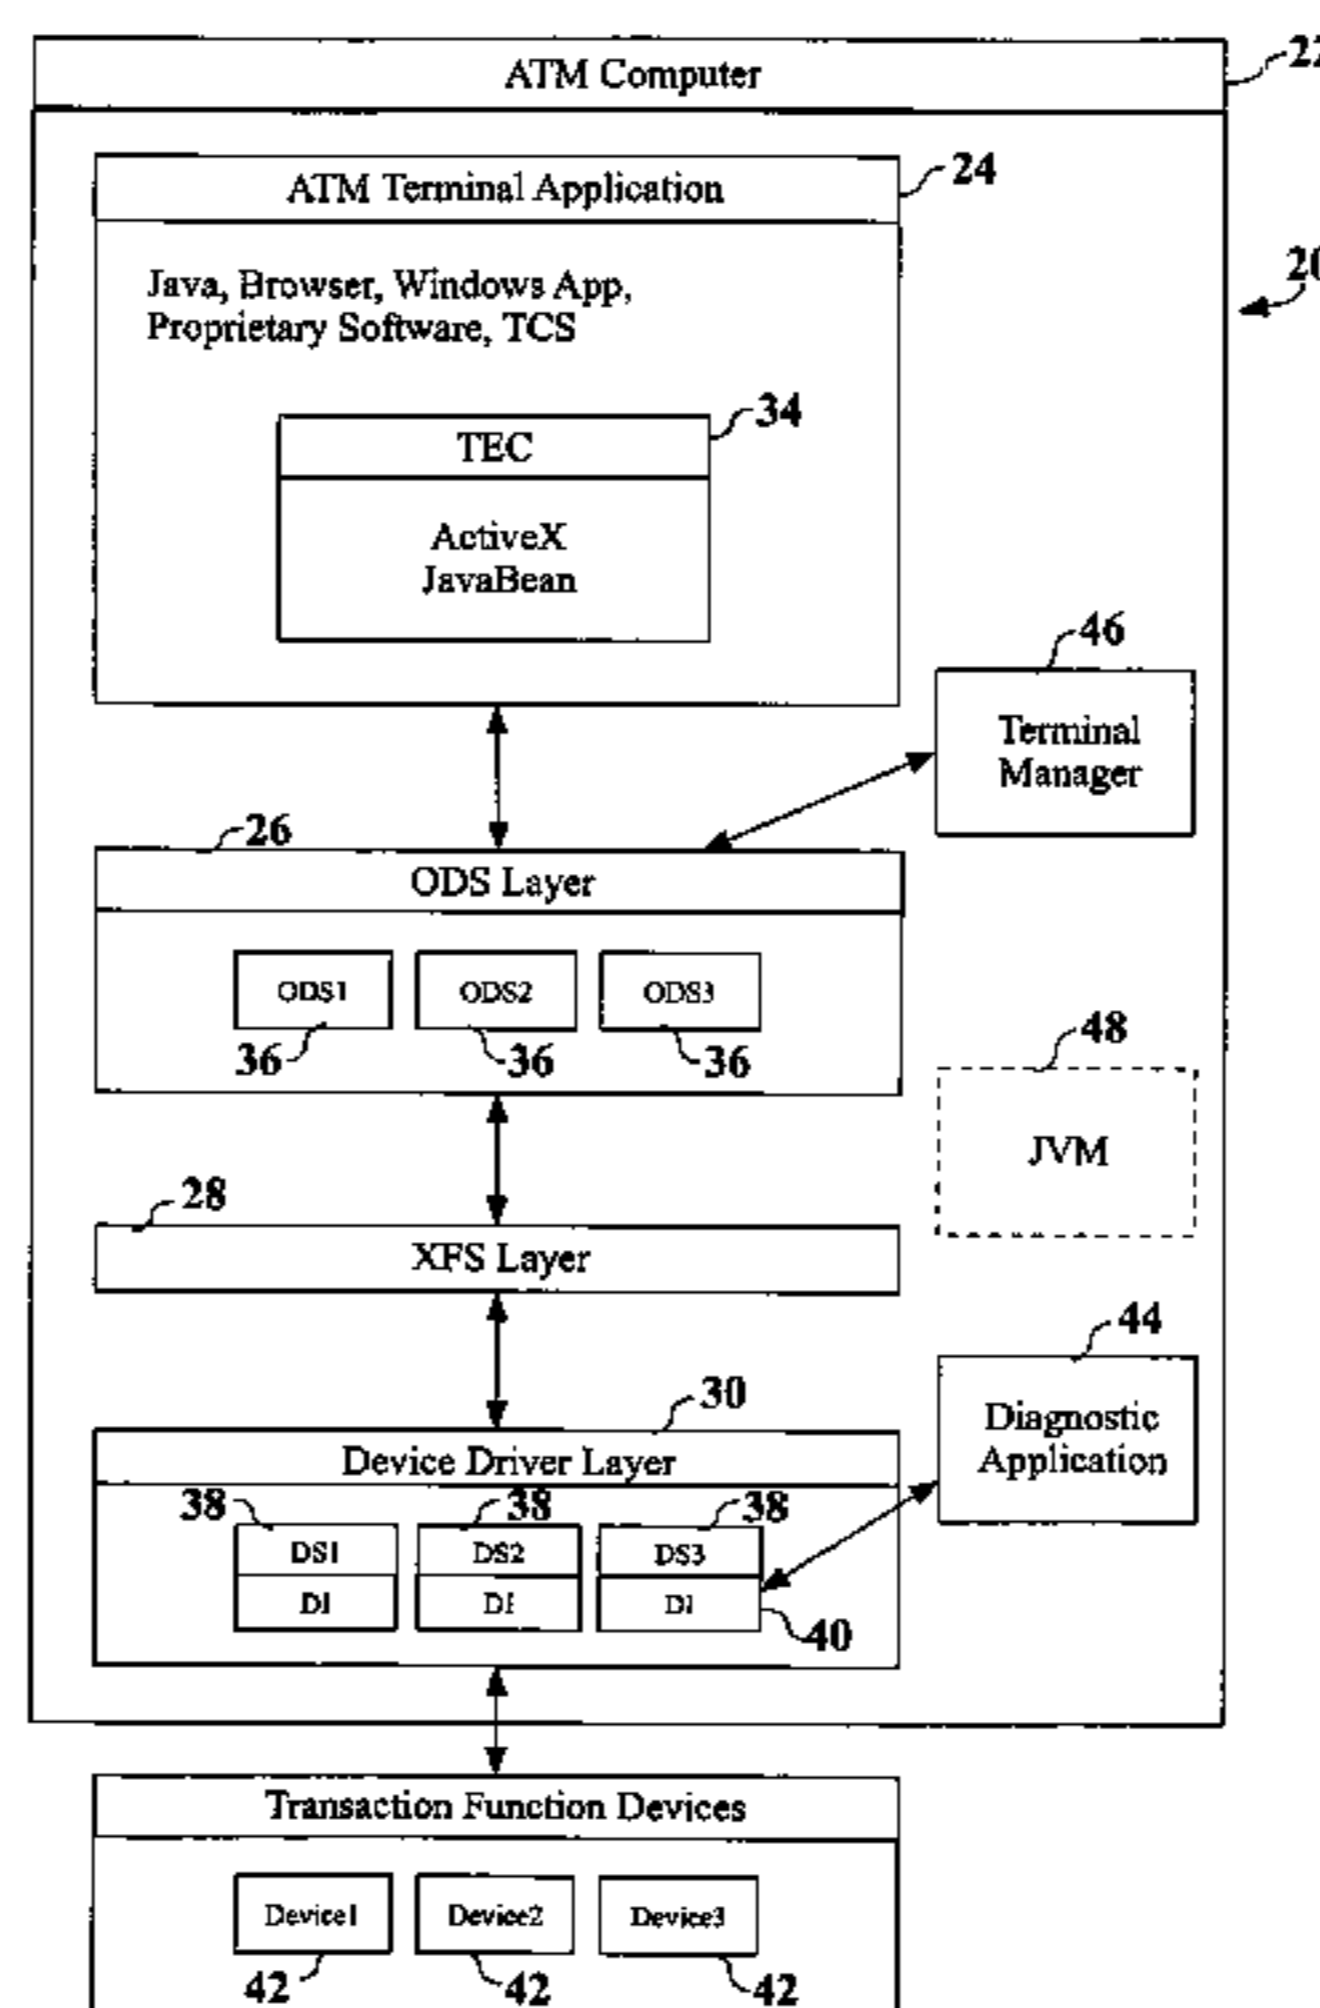 ATM Computer
22
ATM Terminal Application
24
20
Java, Browser, Windows App,
Proprietary Software, TCS
34
TEC
ActiveX
JavaBean
46
Terminal
Manager
26
ODS Layer
ODS1 ODS2 ODS3
36 36 36
48
JVM
28
XFS Layer
44
Diagnostic
Application
30
Device Driver Layer
38 38 38
DS1 DS2 DS3
DI DI DI
40
Transaction Function Devices
Device1 Device2 Device3
42 42 42